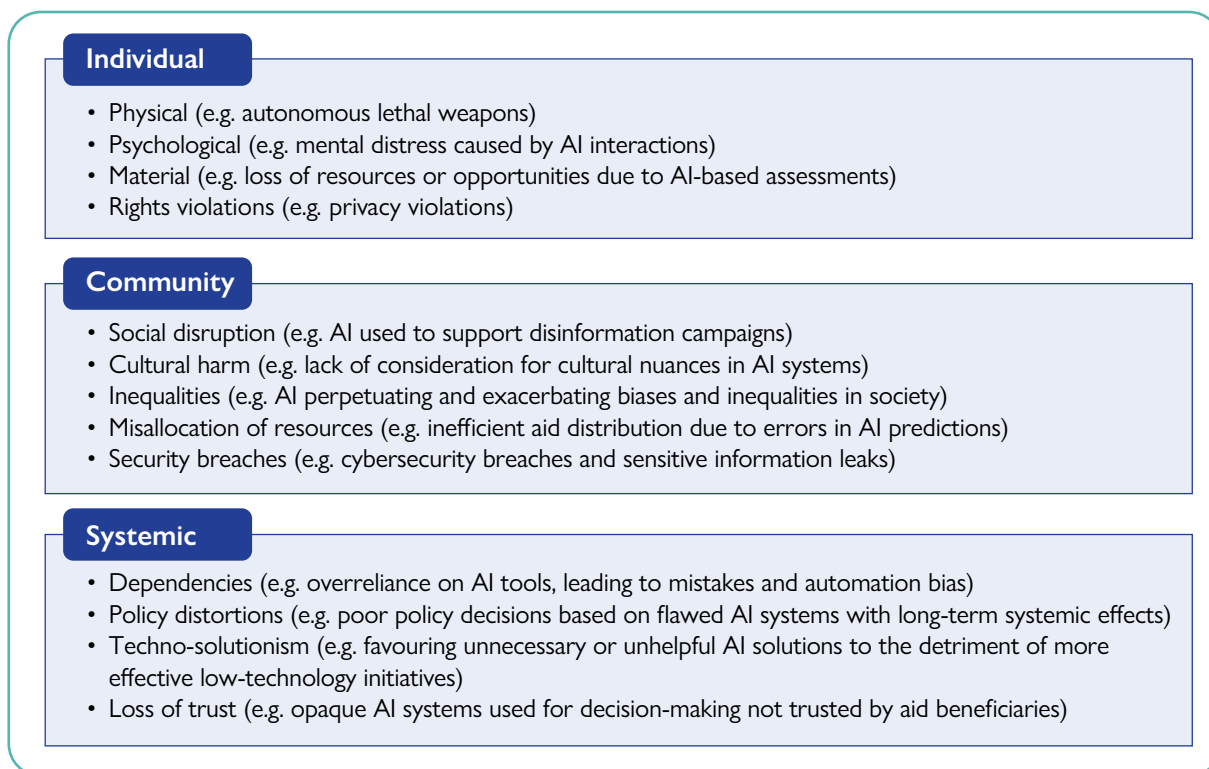 Individual
• Physical (e.g. autonomous lethal weapons)
• Psychological (e.g. mental distress caused by AI interactions)
• Material (e.g. loss of resources or opportunities due to AI-based assessments)
• Rights violations (e.g. privacy violations)
Community
• Social disruption (e.g. AI used to support disinformation campaigns)
• Cultural harm (e.g. lack of consideration for cultural nuances in AI systems)
• Inequalities (e.g. AI perpetuating and exacerbating biases and inequalities in society)
• Misallocation of resources (e.g. inefficient aid distribution due to errors in AI predictions)
• Security breaches (e.g. cybersecurity breaches and sensitive information leaks)
Systemic
• Dependencies (e.g. overreliance on AI tools, leading to mistakes and automation bias)
• Policy distortions (e.g. poor policy decisions based on flawed AI systems with long-term systemic effects)
• Techno-solutionism (e.g. favouring unnecessary or unhelpful AI solutions to the detriment of more
effective low-technology initiatives)
• Loss of trust (e.g. opaque AI systems used for decision-making not trusted by aid beneficiaries)